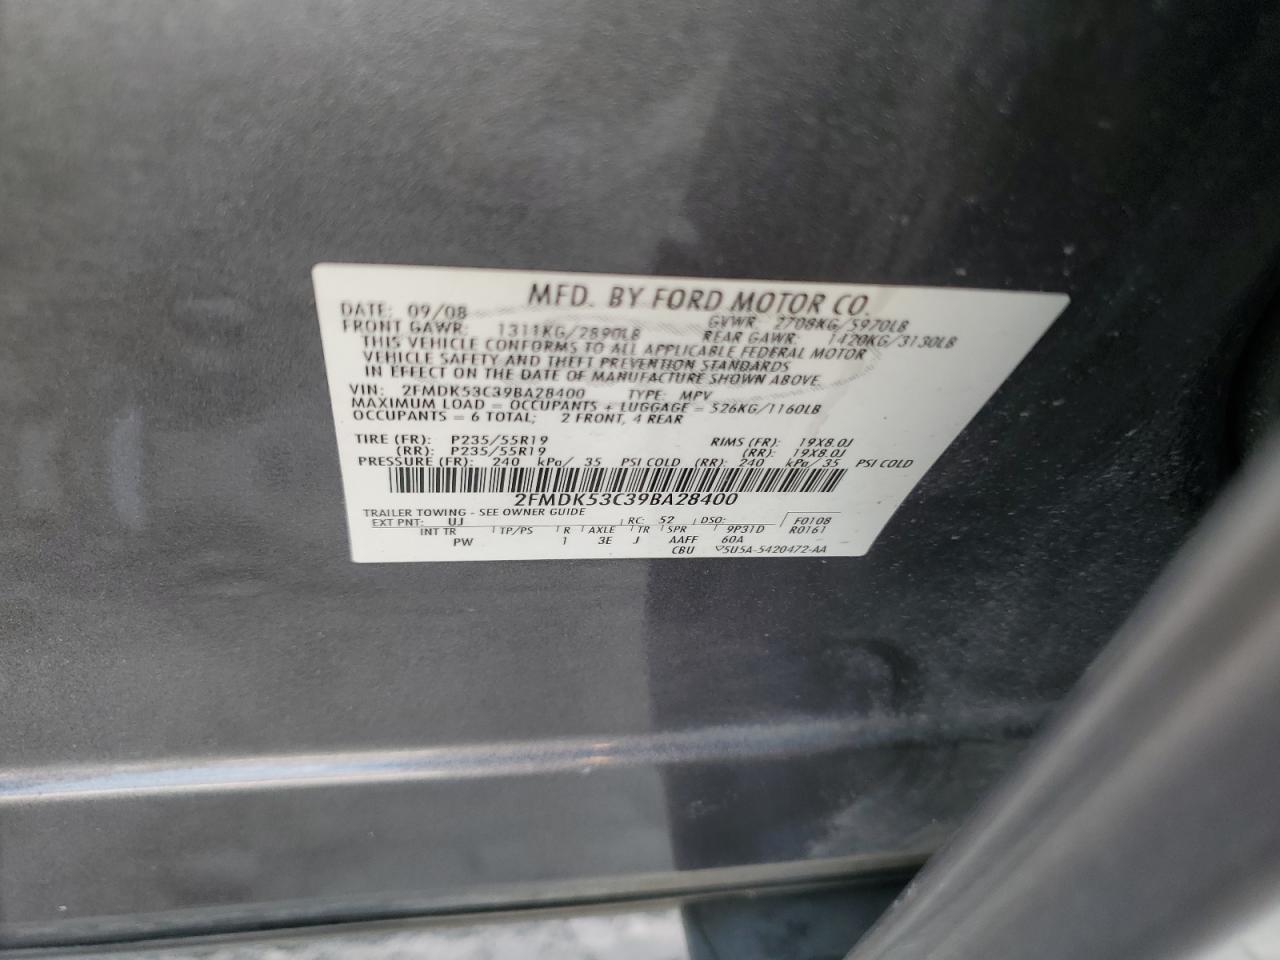 MFD. BY FORD MOTOR CO.
DATE: 09/08 GVWR: 2708KG/5970LB
FRONT GAWR: 1311KG/2890LB REAR GAWR: 1420KG/3130LB
THIS VEHICLE CONFORMS TO ALL APPLICABLE FEDERAL MOTOR
VEHICLE SAFETY AND THEFT PREVENTION STANDARDS
IN EFFECT ON THE DATE OF MANUFACTURE SHOWN ABOVE.
VIN: 2FMDK53C39BA28400 TYPE: MPV
MAXIMUM LOAD = OCCUPANTS + LUGGAGE = 526KG/1160LB
OCCUPANTS = 6 TOTAL; 2 FRONT, 4 REAR
TIRE (FR): P235/55R19 RIMS (FR): 19X8.0J
(RR): P235/55R19 (RR): 19X8.0J
PRESSURE (FR): 240 kPa/ 35 PSI COLD (RR): 240 kPa/ 35 PSI COLD
2FMDK53C39BA28400
TRAILER TOWING - SEE OWNER GUIDE
EXT PNT: UJ RC: 52 DSO: F0108
INT TR TP/PS R AXLE TR SPR 9P31D R0161
PW 1 3E J AAFF 60A
CBU 5U5A-5420472-AA